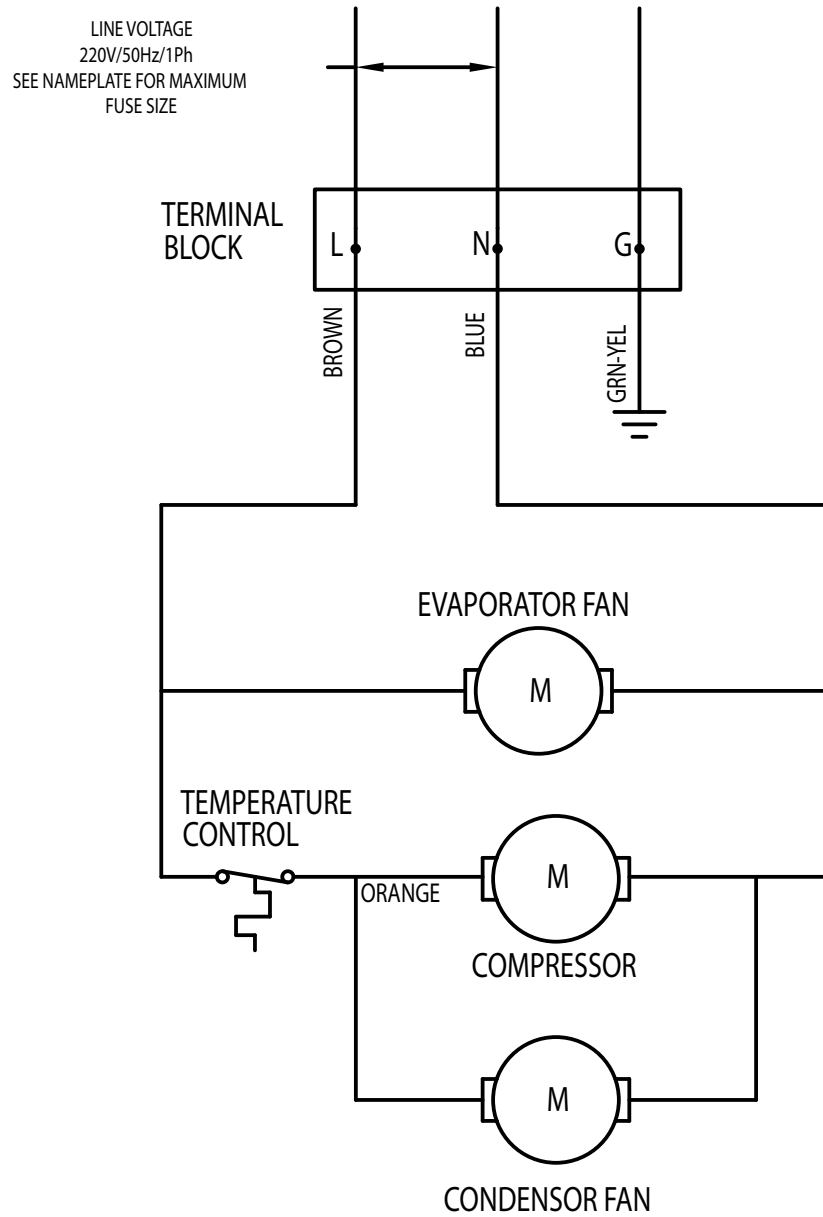 LINE VOLTAGE
220V/50Hz/1Ph
SEE NAMEPLATE FOR MAXIMUM
FUSE SIZE
TERMINAL
BLOCK
L
N
G
BROWN
BLUE
GRN-YEL
EVAPORATOR FAN
M
TEMPERATURE
CONTROL
M
ORANGE
COMPRESSOR
M
CONDENSOR FAN